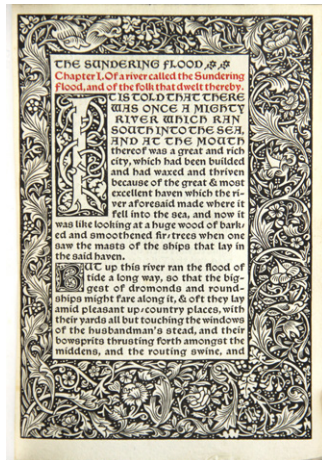 THE SUNDERING FLOOD.
Chapter I. Of a river called the Sundering
Flood, and of the folk that dwelt thereby.
IT IS TOLD THAT THERE
WAS ONCE A MIGHTY
RIVER WHICH RAN
SOUTH INTO THE SEA,
AND AT THE MOUTH
thereof was a great and rich
city, which had been builded
and had waxed and thriven
because of the great & most
excellent haven which the ri-
ver aforesaid made where it
fell into the sea, and now it
was like looking at a huge wood of bark-
ed and smoothened fir-trees when one
saw the masts of the ships that lay in
the said haven.
BUT up this river ran the flood of
tide a long way, so that the big-
gest of dromonds and round-
ships might fare along it, & oft they lay
amid pleasant up-country places, with
their yards all but touching the windows
of the husbandman's stead, and their
bowsprits thrusting forth amongst the
middens, and the routing swine, and